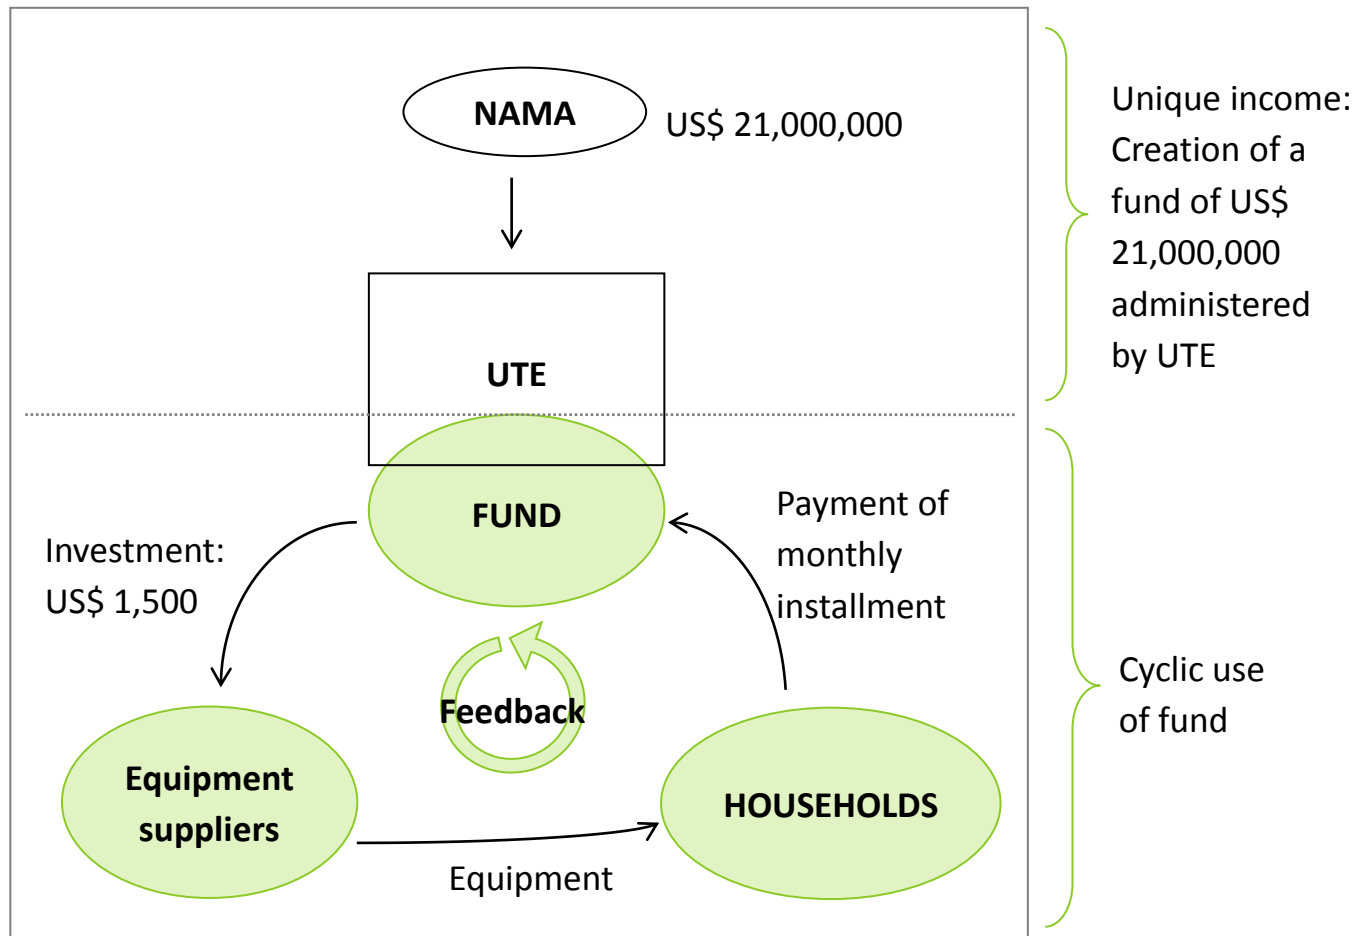 NAMA
US$ 21,000,000
Unique income:
Creation of a
fund of US$
21,000,000
administered
by UTE
UTE
FUND
Payment of
monthly
installment
Investment:
US$ 1,500
Feedback
Cyclic use
of fund
Equipment
suppliers
HOUSEHOLDS
Equipment